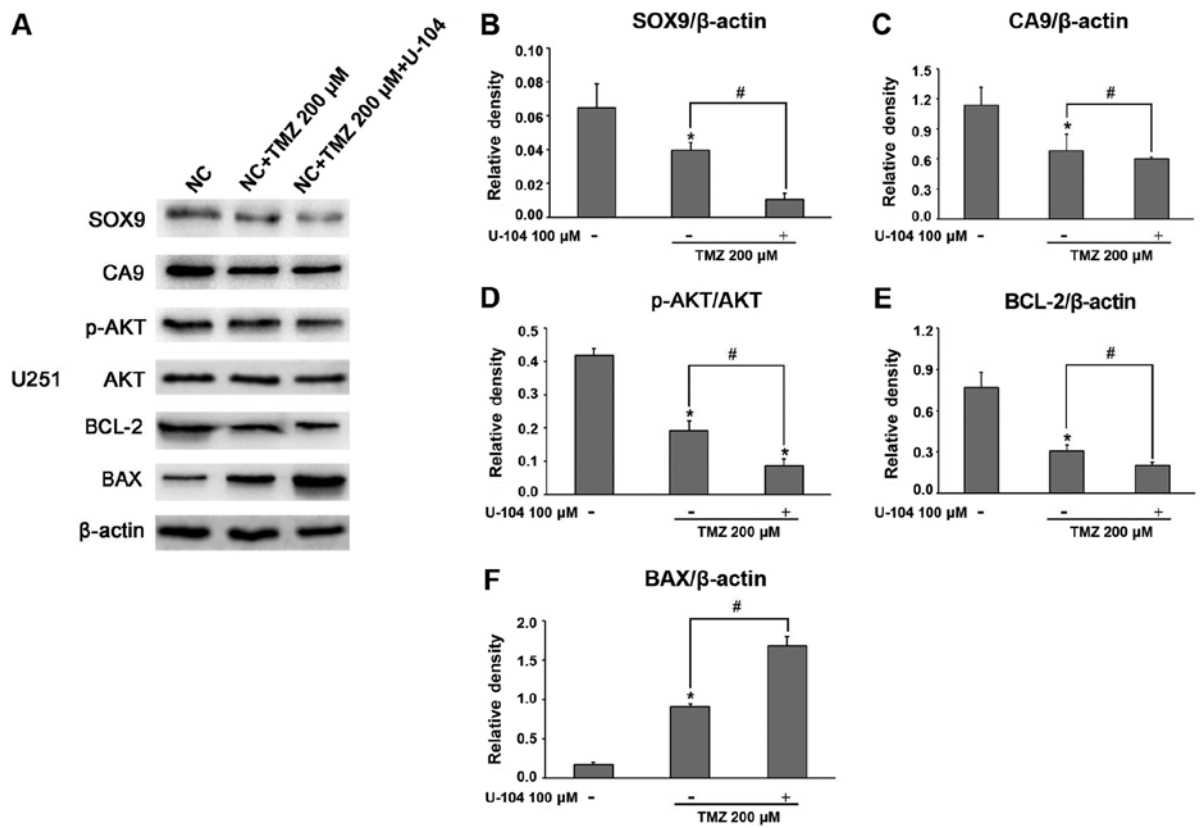 A
NC
NC+TMZ 200 μM
NC+TMZ 200 μM+U-104
U251
SOX9
CA9
p-AKT
AKT
BCL-2
BAX
β-actin
B
SOX9/β-actin
Relative density
0.10
0.08
0.06
0.04
0.02
0.00
*
#
U-104 100 μM - - +
TMZ 200 μM
C
CA9/β-actin
Relative density
1.5
1.2
0.9
0.6
0.3
0.0
*
#
U-104 100 μM - - +
TMZ 200 μM
D
p-AKT/AKT
Relative density
0.5
0.4
0.3
0.2
0.1
0.0
*
*
#
U-104 100 μM - - +
TMZ 200 μM
E
BCL-2/β-actin
Relative density
1.2
0.9
0.6
0.3
0.0
*
#
U-104 100 μM - - +
TMZ 200 μM
F
BAX/β-actin
Relative density
2.0
1.5
1.0
0.5
0.0
*
#
U-104 100 μM - - +
TMZ 200 μM